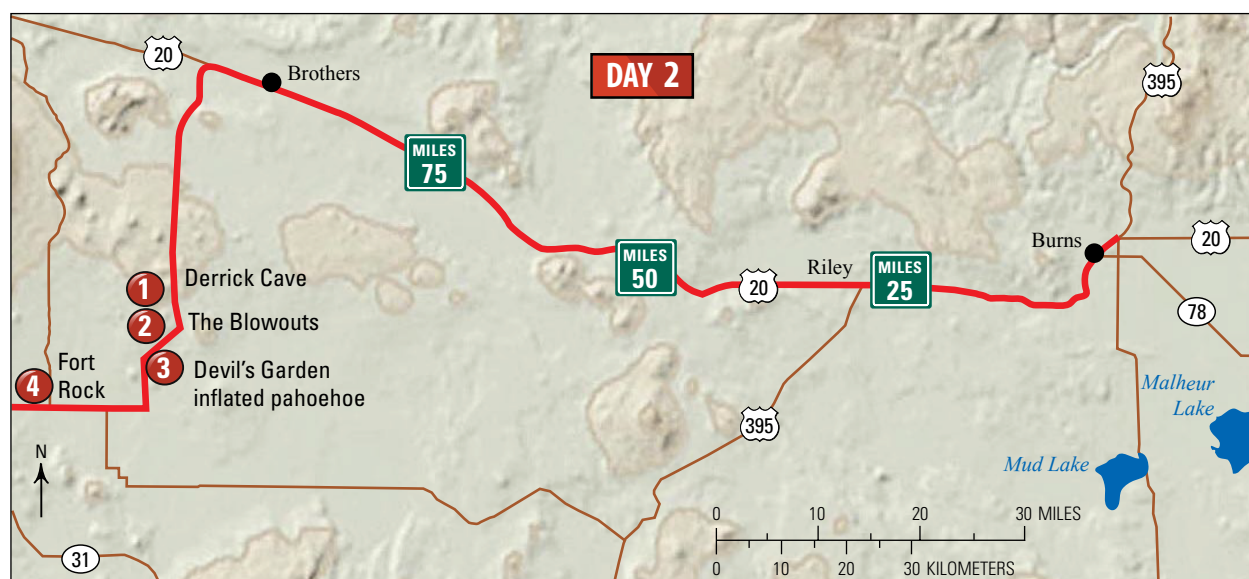 DAY 2
20
Brothers
395
MILES
75
Burns
20
MILES
50
Riley
MILES
25
20
78
1
Derrick Cave
2
The Blowouts
3
Devil's Garden
inflated pahoehoe
4
Fort
Rock
395
Malheur
Lake
Mud Lake
N
31
0 10 20 30 MILES
0 10 20 30 KILOMETERS